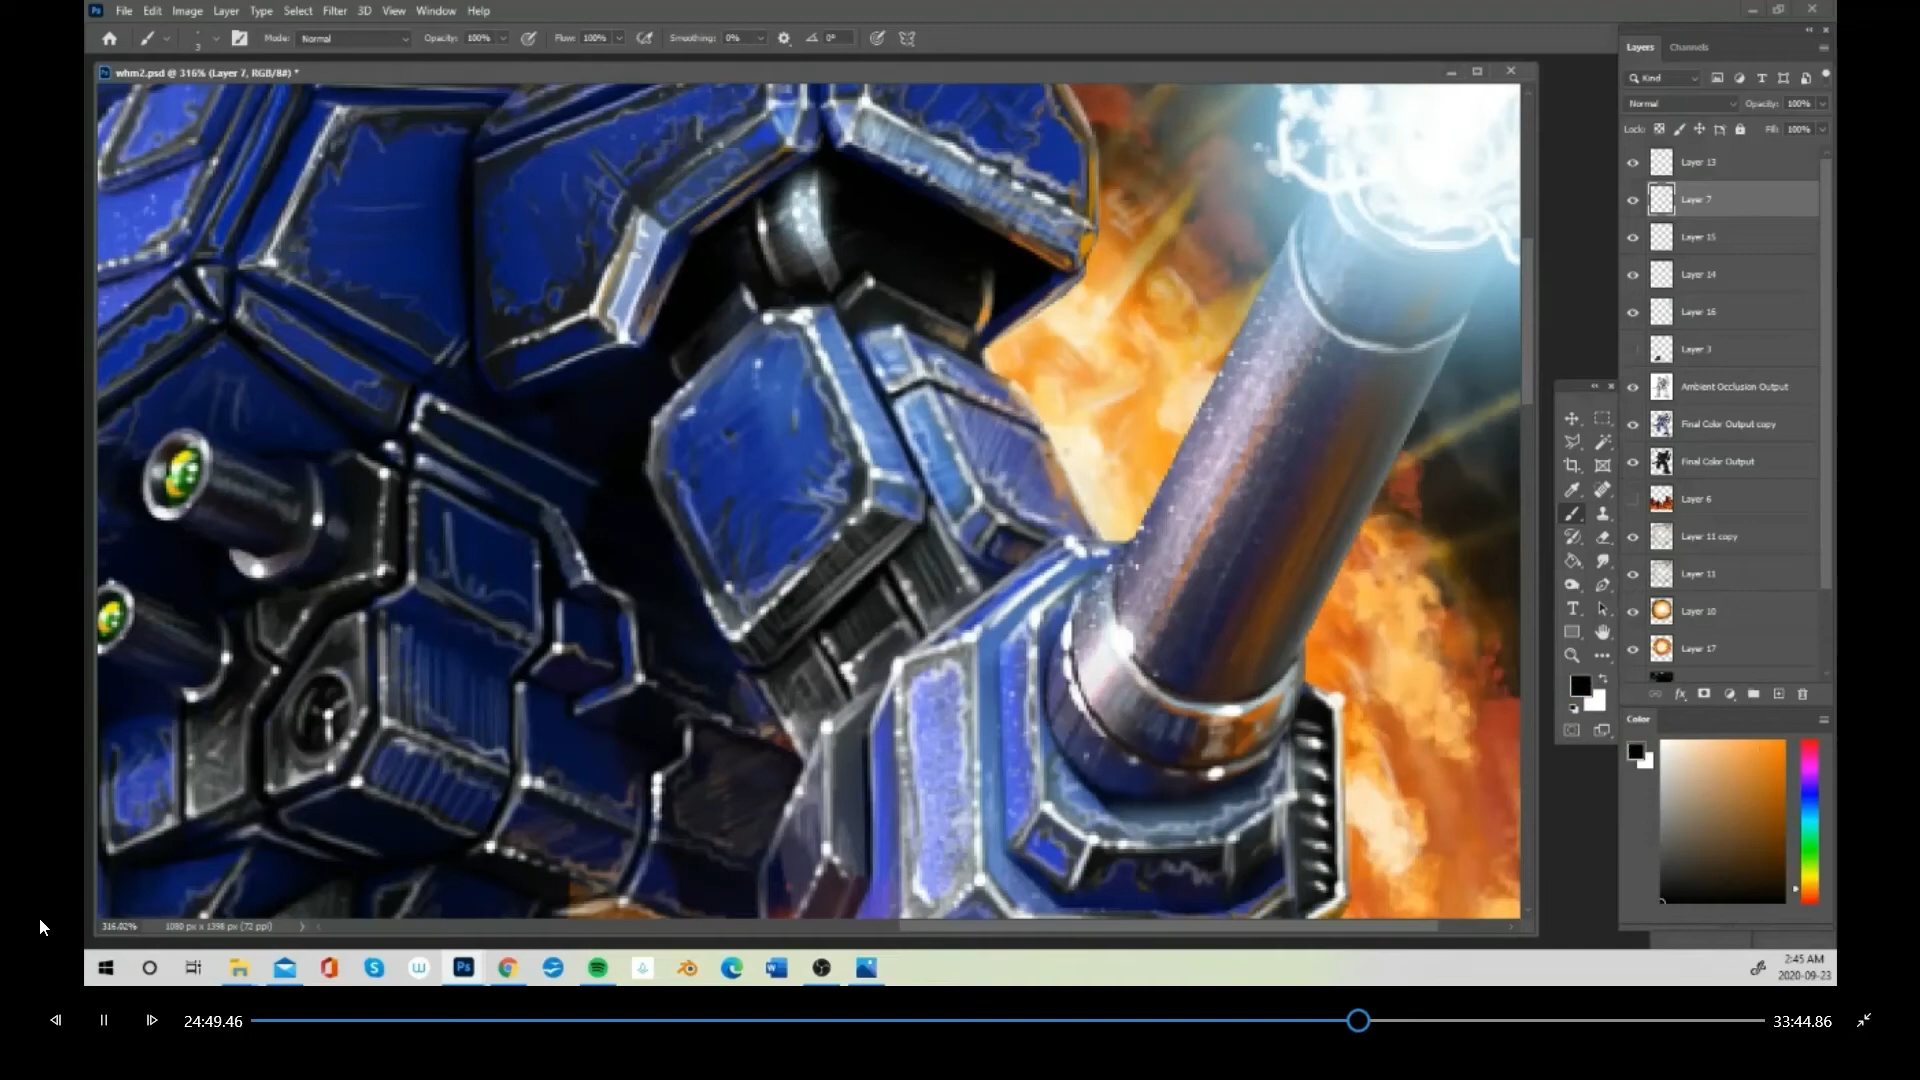 Ps File Edit Image Layer Type Select Filter 3D View Window Help
3 Mode: Normal Opacity: 100% Flow: 100% Smoothing: 0% 0°
whm2.psd @ 316% (Layer 7, RGB/8#) *
Layers Channels
Kind
Normal Opacity: 100%
Lock: Fill: 100%
Layer 13
Layer 7
Layer 15
Layer 14
Layer 16
Layer 3
Ambient Occlusion Output
Final Color Output copy
Final Color Output
Layer 6
Layer 11 copy
Layer 11
Layer 10
Layer 17
fx
Color
316.02% 1080 px x 1398 px (72 ppi)
Ps
2:45 AM
2020-09-23
24:49.46 33:44.86